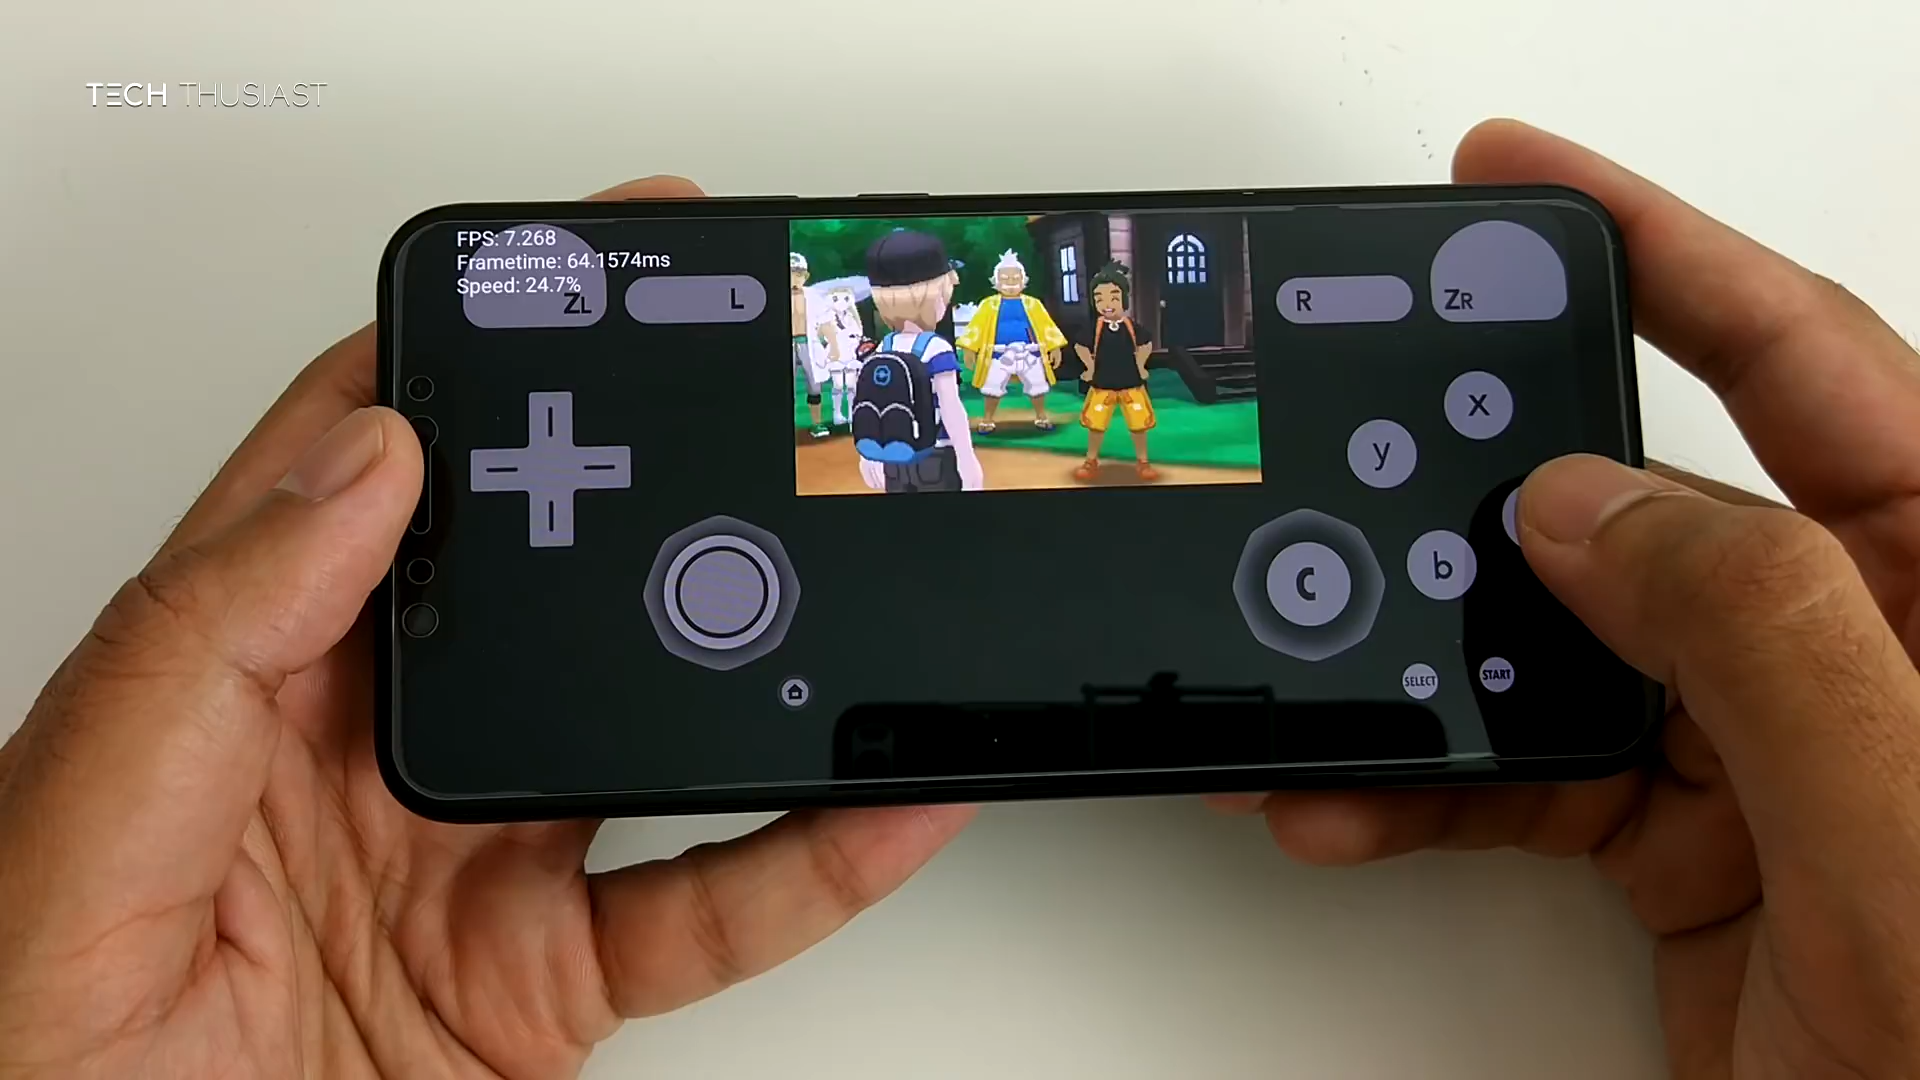 TECH THUSIAST
FPS: 7.268
Frametime: 64.1574ms
Speed: 24.7%
ZL
L
R
ZR
x
y
b
C
SELECT
START